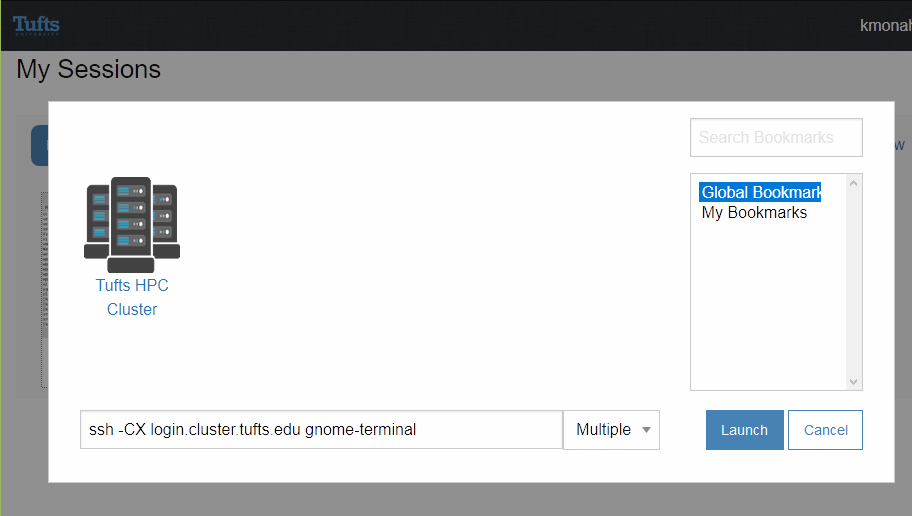 Tufts
UNIVERSITY
kmonah
My Sessions
Search Bookmarks
Global Bookmark
My Bookmarks
Tufts HPC
Cluster
ssh -CX login.cluster.tufts.edu gnome-terminal
Multiple
Launch
Cancel